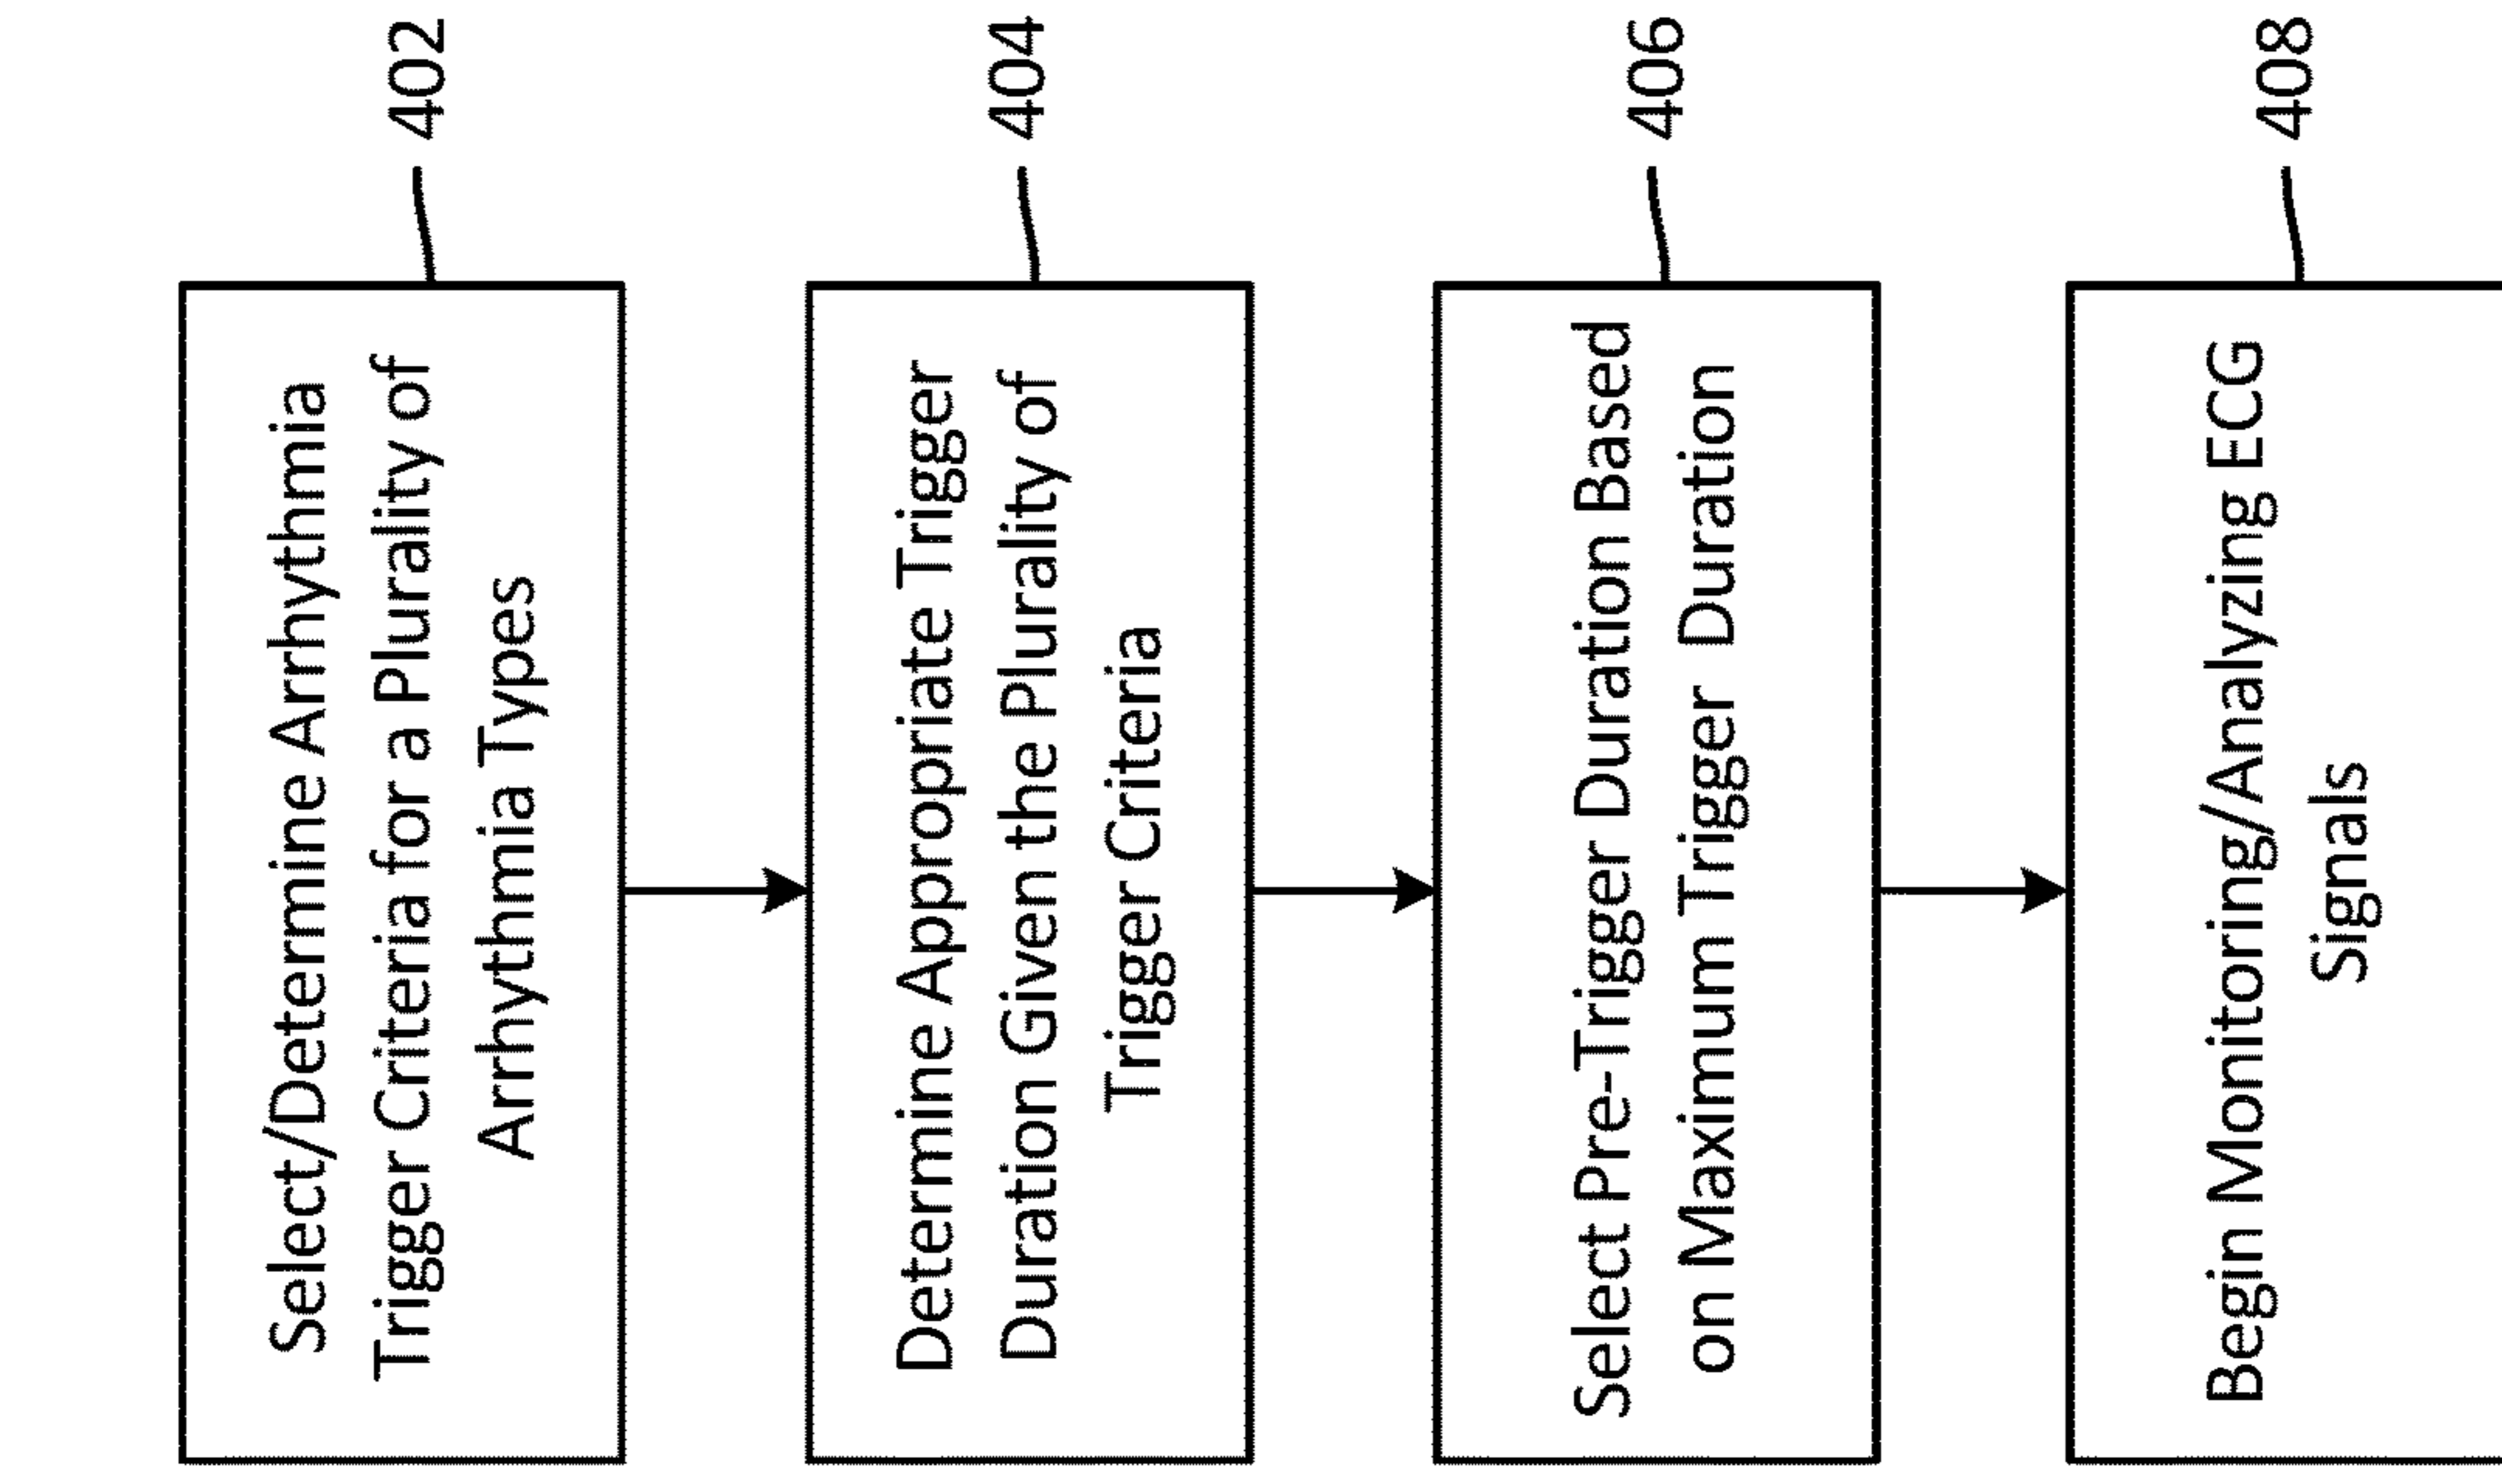 Select/Determine Arrhythmia
Trigger Criteria for a Plurality of
Arrhythmia Types
402
Determine Appropriate Trigger
Duration Given the Plurality of
Trigger Criteria
404
Select Pre-Trigger Duration Based
on Maximum Trigger Duration
406
Begin Monitoring/Analyzing ECG
Signals
408